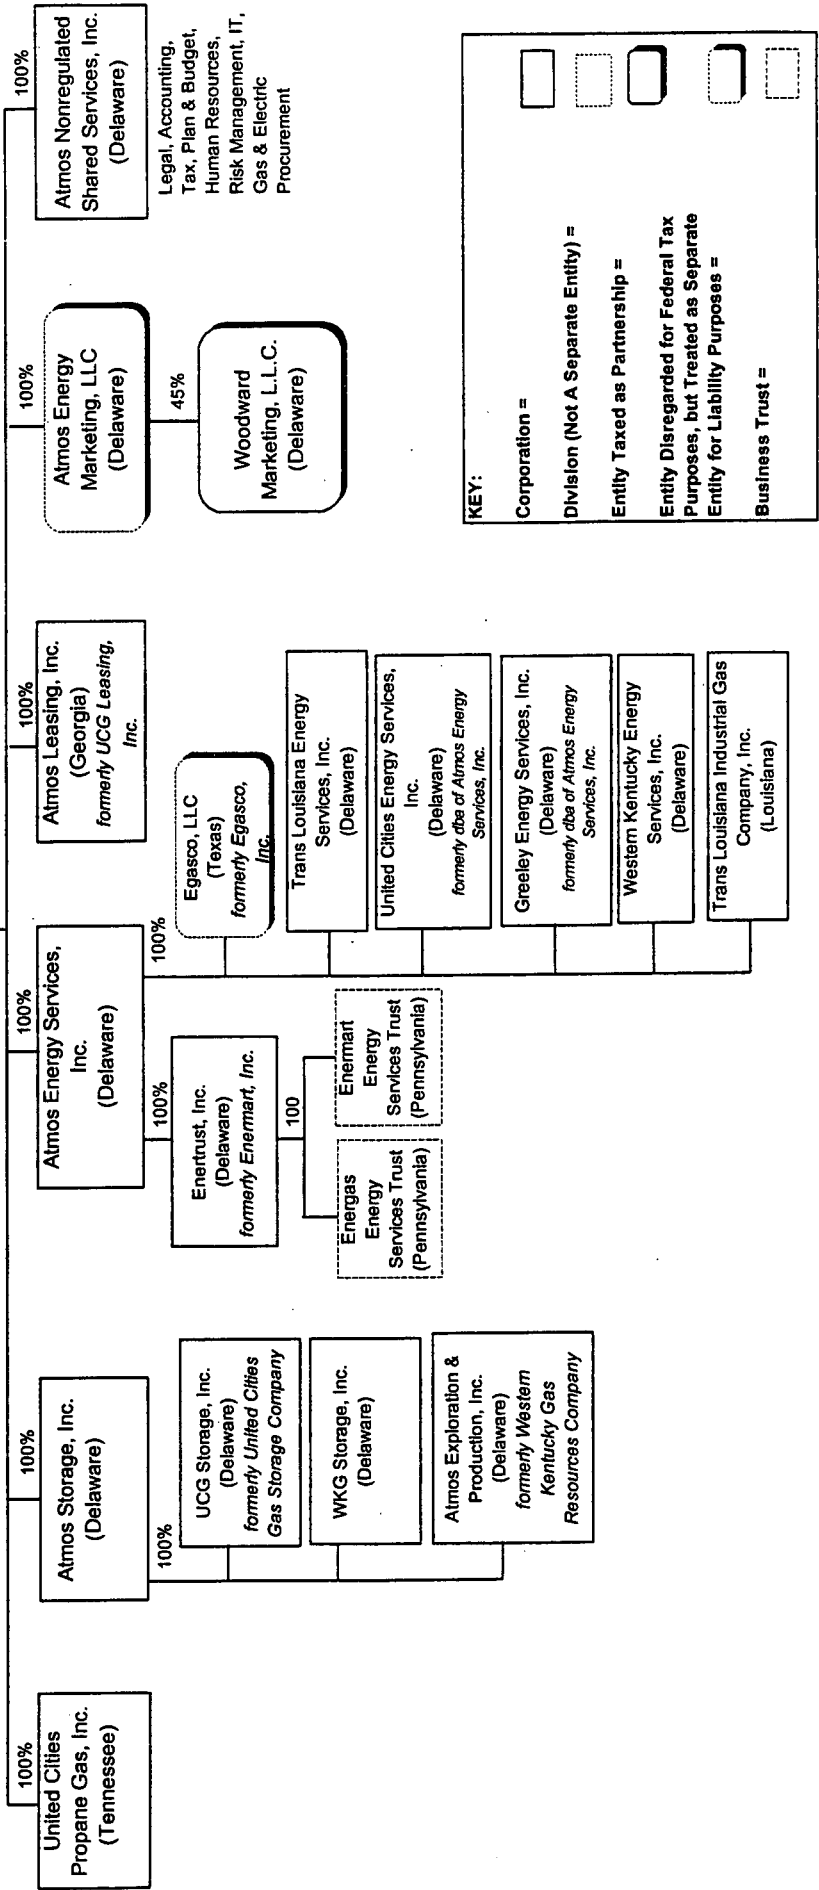 100%
United Cities
Propane Gas, Inc.
(Tennessee)
100%
Atmos Storage, Inc.
(Delaware)
100%
UCG Storage, Inc.
(Delaware)
formerly United Cities
Gas Storage Company
WKG Storage, Inc.
(Delaware)
Atmos Exploration &
Production, Inc.
(Delaware)
formerly Western
Kentucky Gas
Resources Company
100%
Atmos Energy Services,
Inc.
(Delaware)
100%
Enertrust, Inc.
(Delaware)
formerly Enermart, Inc.
100
Energas
Energy
Services Trust
(Pennsylvania)
Enermart
Energy
Services Trust
(Pennsylvania)
100%
Egasco, LLC
(Texas)
formerly Egasco,
Inc.
Trans Louisiana Energy
Services, Inc.
(Delaware)
United Cities Energy Services,
Inc.
(Delaware)
formerly dba of Atmos Energy
Services, Inc.
Greeley Energy Services, Inc.
(Delaware)
formerly dba of Atmos Energy
Services, Inc.
Western Kentucky Energy
Services, Inc.
(Delaware)
Trans Louisiana Industrial Gas
Company, Inc.
(Louisiana)
100%
Atmos Leasing, Inc.
(Georgia)
formerly UCG Leasing,
Inc.
100%
Atmos Energy
Marketing, LLC
(Delaware)
45%
Woodward
Marketing, L.L.C.
(Delaware)
100%
Atmos Nonregulated
Shared Services, Inc.
(Delaware)
Legal, Accounting,
Tax, Plan & Budget,
Human Resources,
Risk Management, IT,
Gas & Electric
Procurement
KEY:
Corporation =
Division (Not A Separate Entity) =
Entity Taxed as Partnership =
Entity Disregarded for Federal Tax
Purposes, but Treated as Separate
Entity for Liability Purposes =
Business Trust =